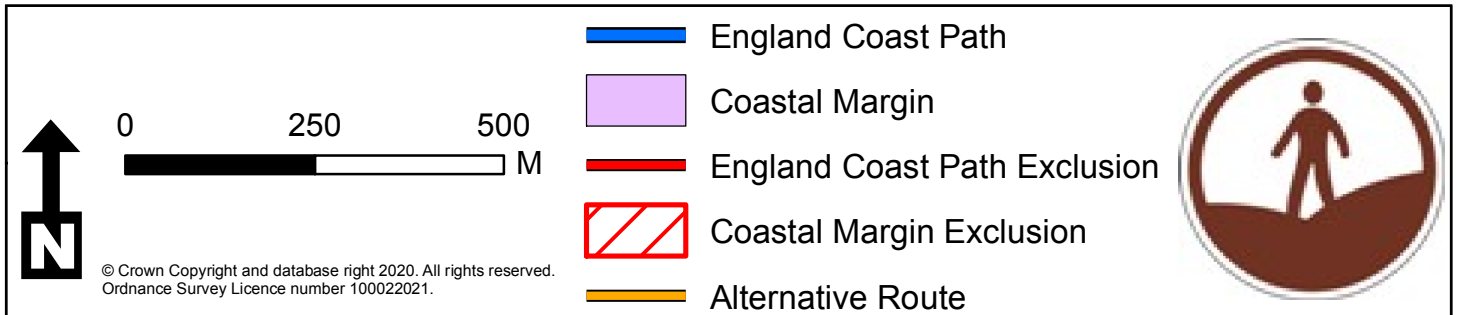 0 250 500
M
N
© Crown Copyright and database right 2020. All rights reserved.
Ordnance Survey Licence number 100022021.
England Coast Path
Coastal Margin
England Coast Path Exclusion
Coastal Margin Exclusion
Alternative Route